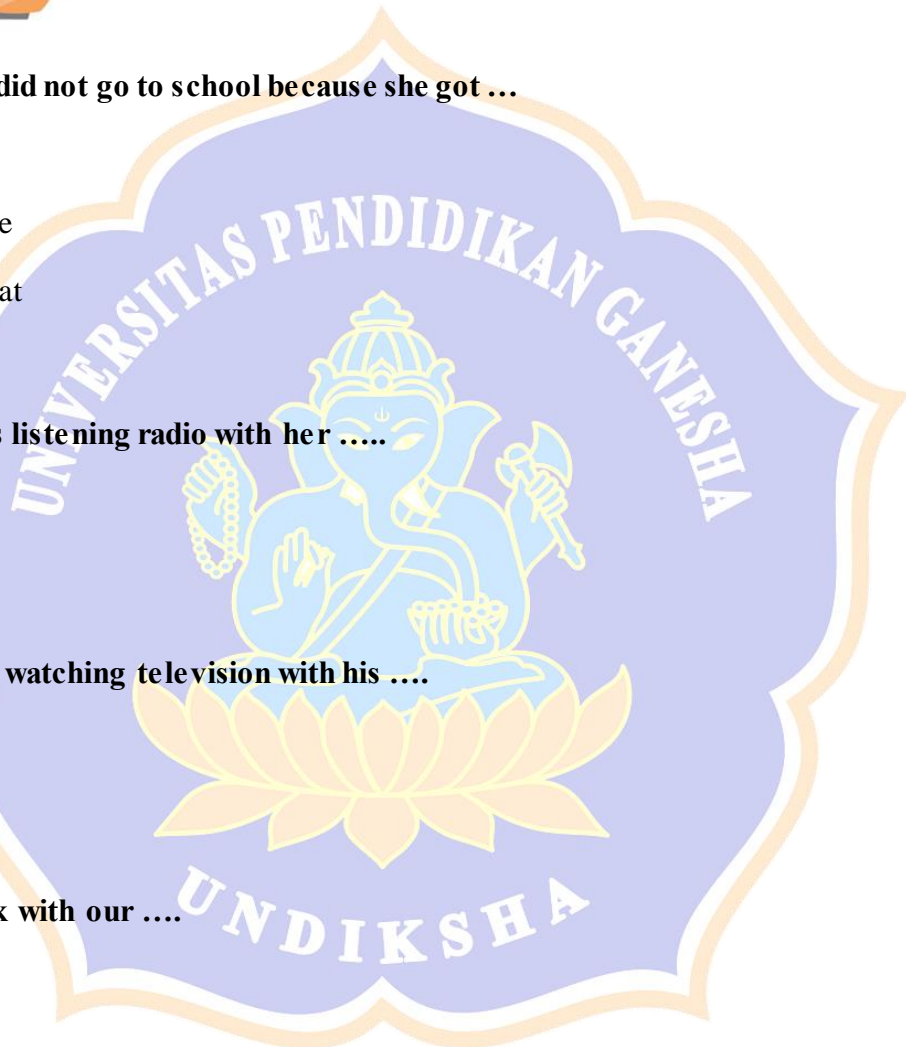 did not go to school because she got …
e
at
UNIVERSITAS PENDIDIKAN GANESHA
s listening radio with her …..
watching television with his ….
x with our ….
UNDIKSHA